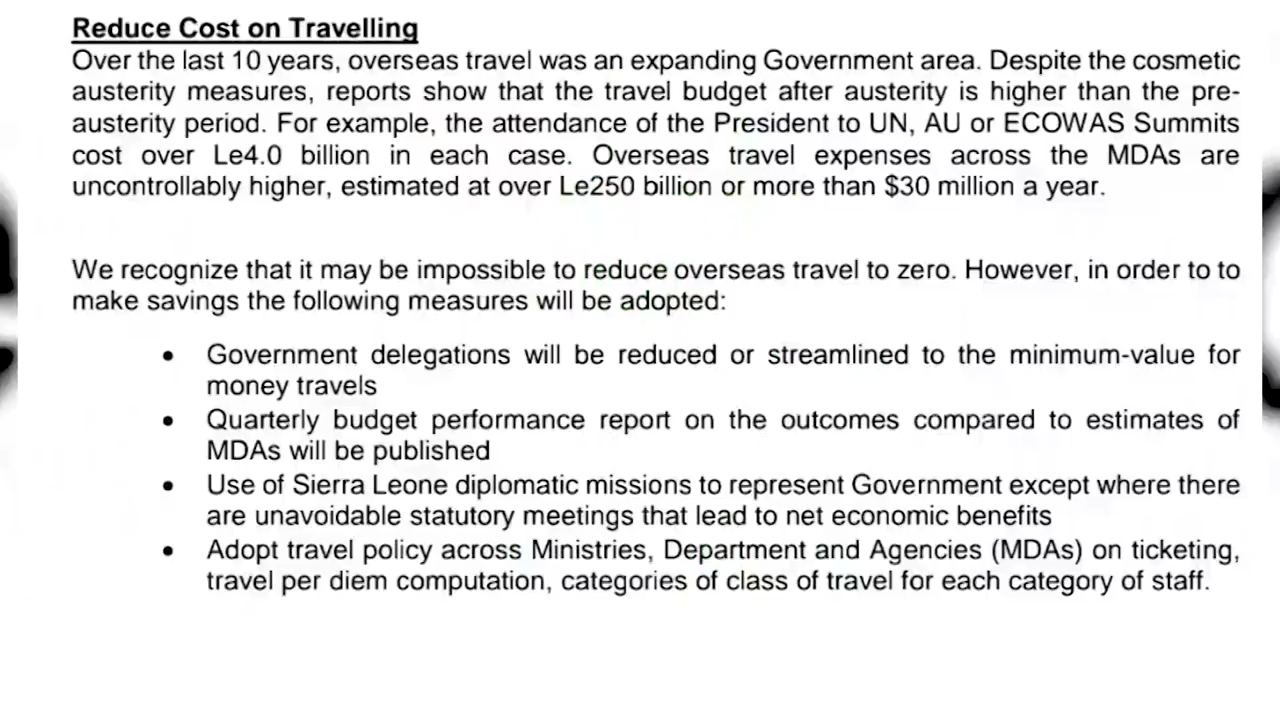 Reduce Cost on Travelling
Over the last 10 years, overseas travel was an expanding Government area. Despite the cosmetic
austerity measures, reports show that the travel budget after austerity is higher than the pre-
austerity period. For example, the attendance of the President to UN, AU or ECOWAS Summits
cost over Le4.0 billion in each case. Overseas travel expenses across the MDAs are
uncontrollably higher, estimated at over Le250 billion or more than $30 million a year.
We recognize that it may be impossible to reduce overseas travel to zero. However, in order to to
make savings the following measures will be adopted:
• Government delegations will be reduced or streamlined to the minimum-value for
money travels
• Quarterly budget performance report on the outcomes compared to estimates of
MDAs will be published
• Use of Sierra Leone diplomatic missions to represent Government except where there
are unavoidable statutory meetings that lead to net economic benefits
• Adopt travel policy across Ministries, Department and Agencies (MDAs) on ticketing,
travel per diem computation, categories of class of travel for each category of staff.